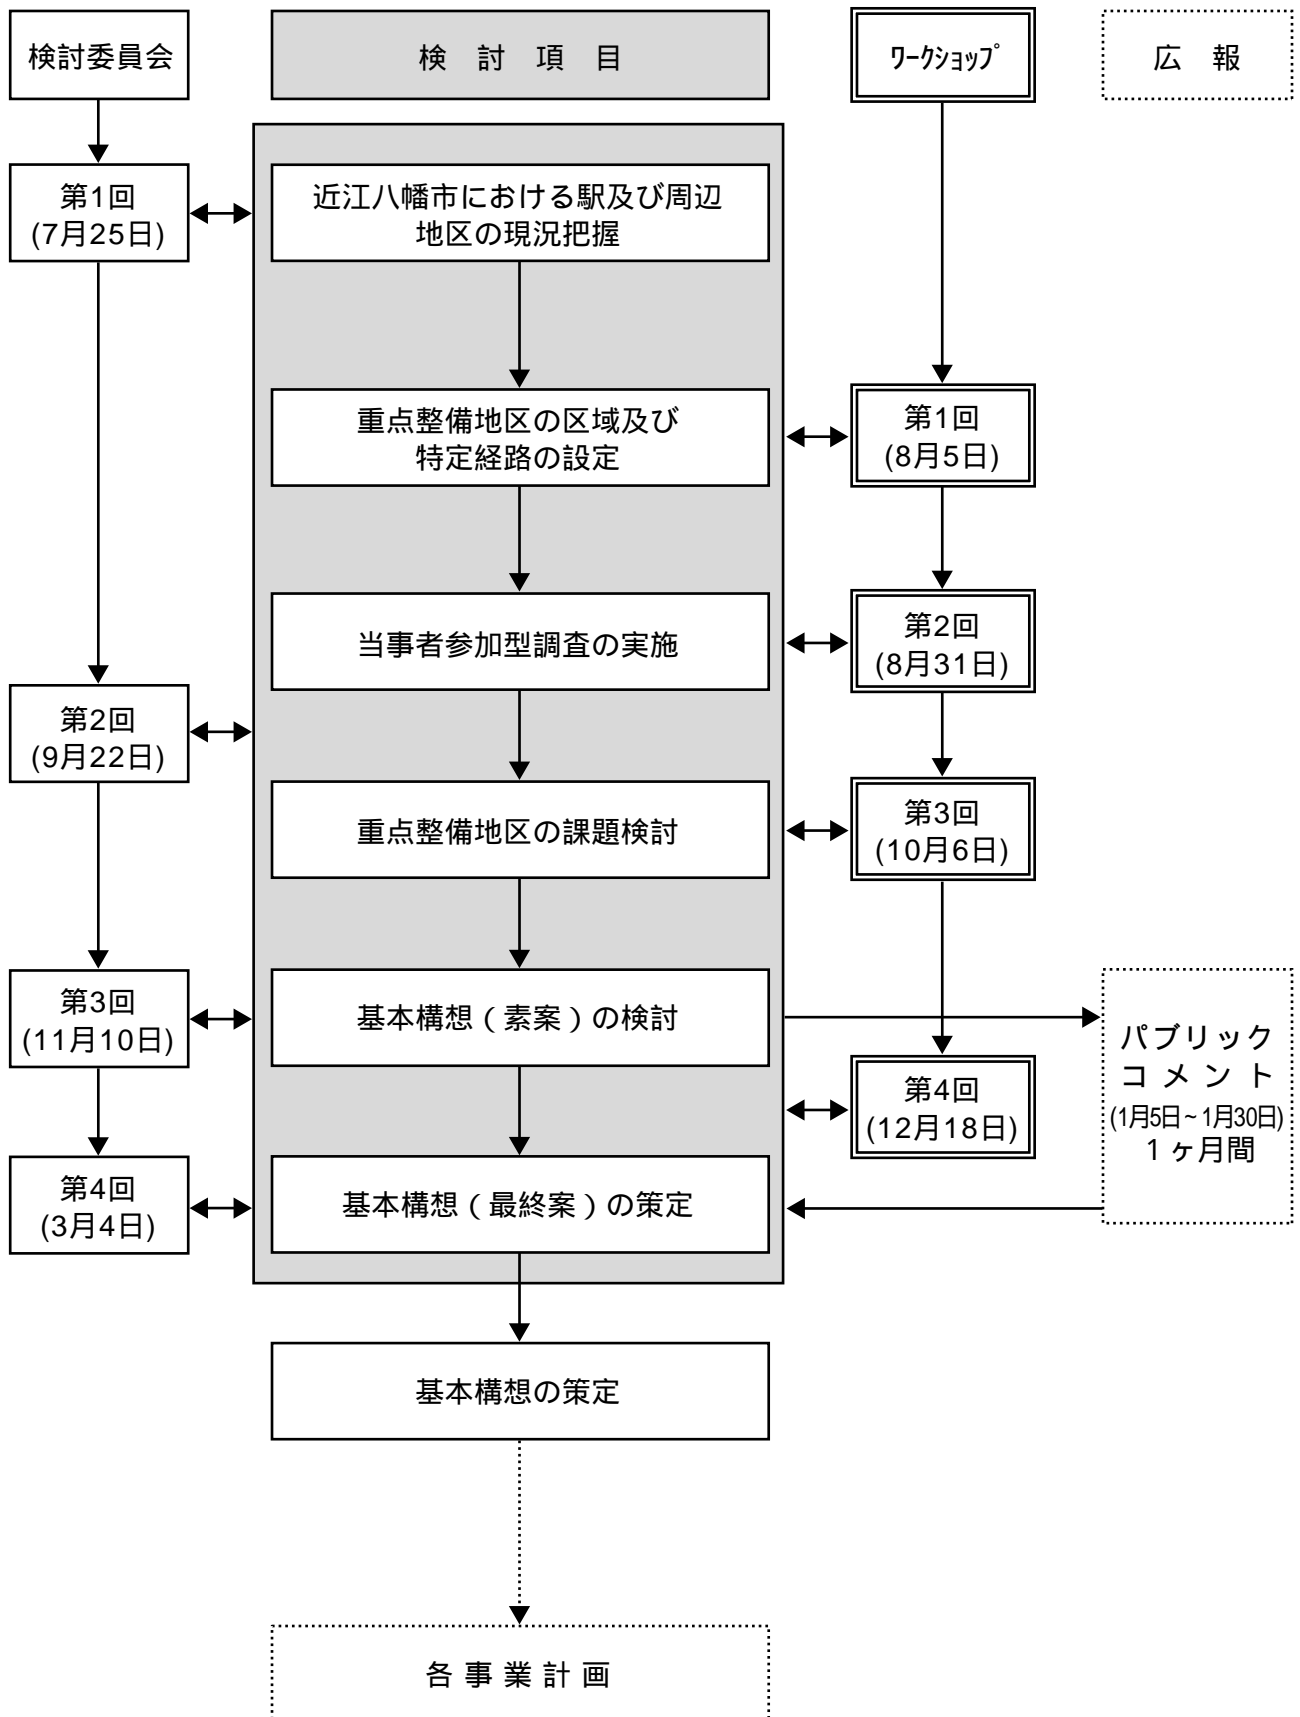 検討委員会
検　討　項　目
ﾜｰｸｼｮｯﾌﾟ
広　報
第1回
(7月25日)
近江八幡市における駅及び周辺
地区の現況把握
重点整備地区の区域及び
特定経路の設定
第1回
(8月5日)
当事者参加型調査の実施
第2回
(8月31日)
第2回
(9月22日)
重点整備地区の課題検討
第3回
(10月6日)
第3回
(11月10日)
基本構想（素案）の検討
パブリック
コメント
(1月5日~1月30日)
１ヶ月間
第4回
(12月18日)
第4回
(3月4日)
基本構想（最終案）の策定
基本構想の策定
各事業計画